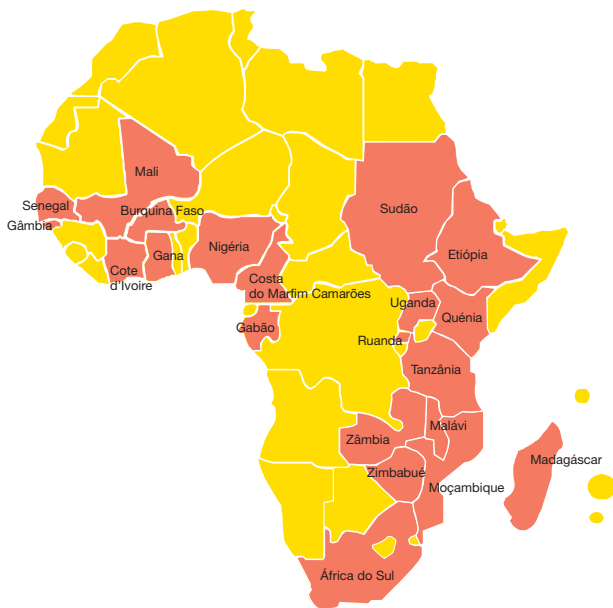 Mali
Senegal
Burquina Faso
Sudão
Gâmbia
Nigéria
Gana
Etiópia
Cote
d'Ivoire
Costa
do Marfim Camarões
Uganda
Quénia
Gabão
Ruanda
Tanzânia
Malávi
Zâmbia
Madagáscar
Zimbabué
Moçambique
África do Sul